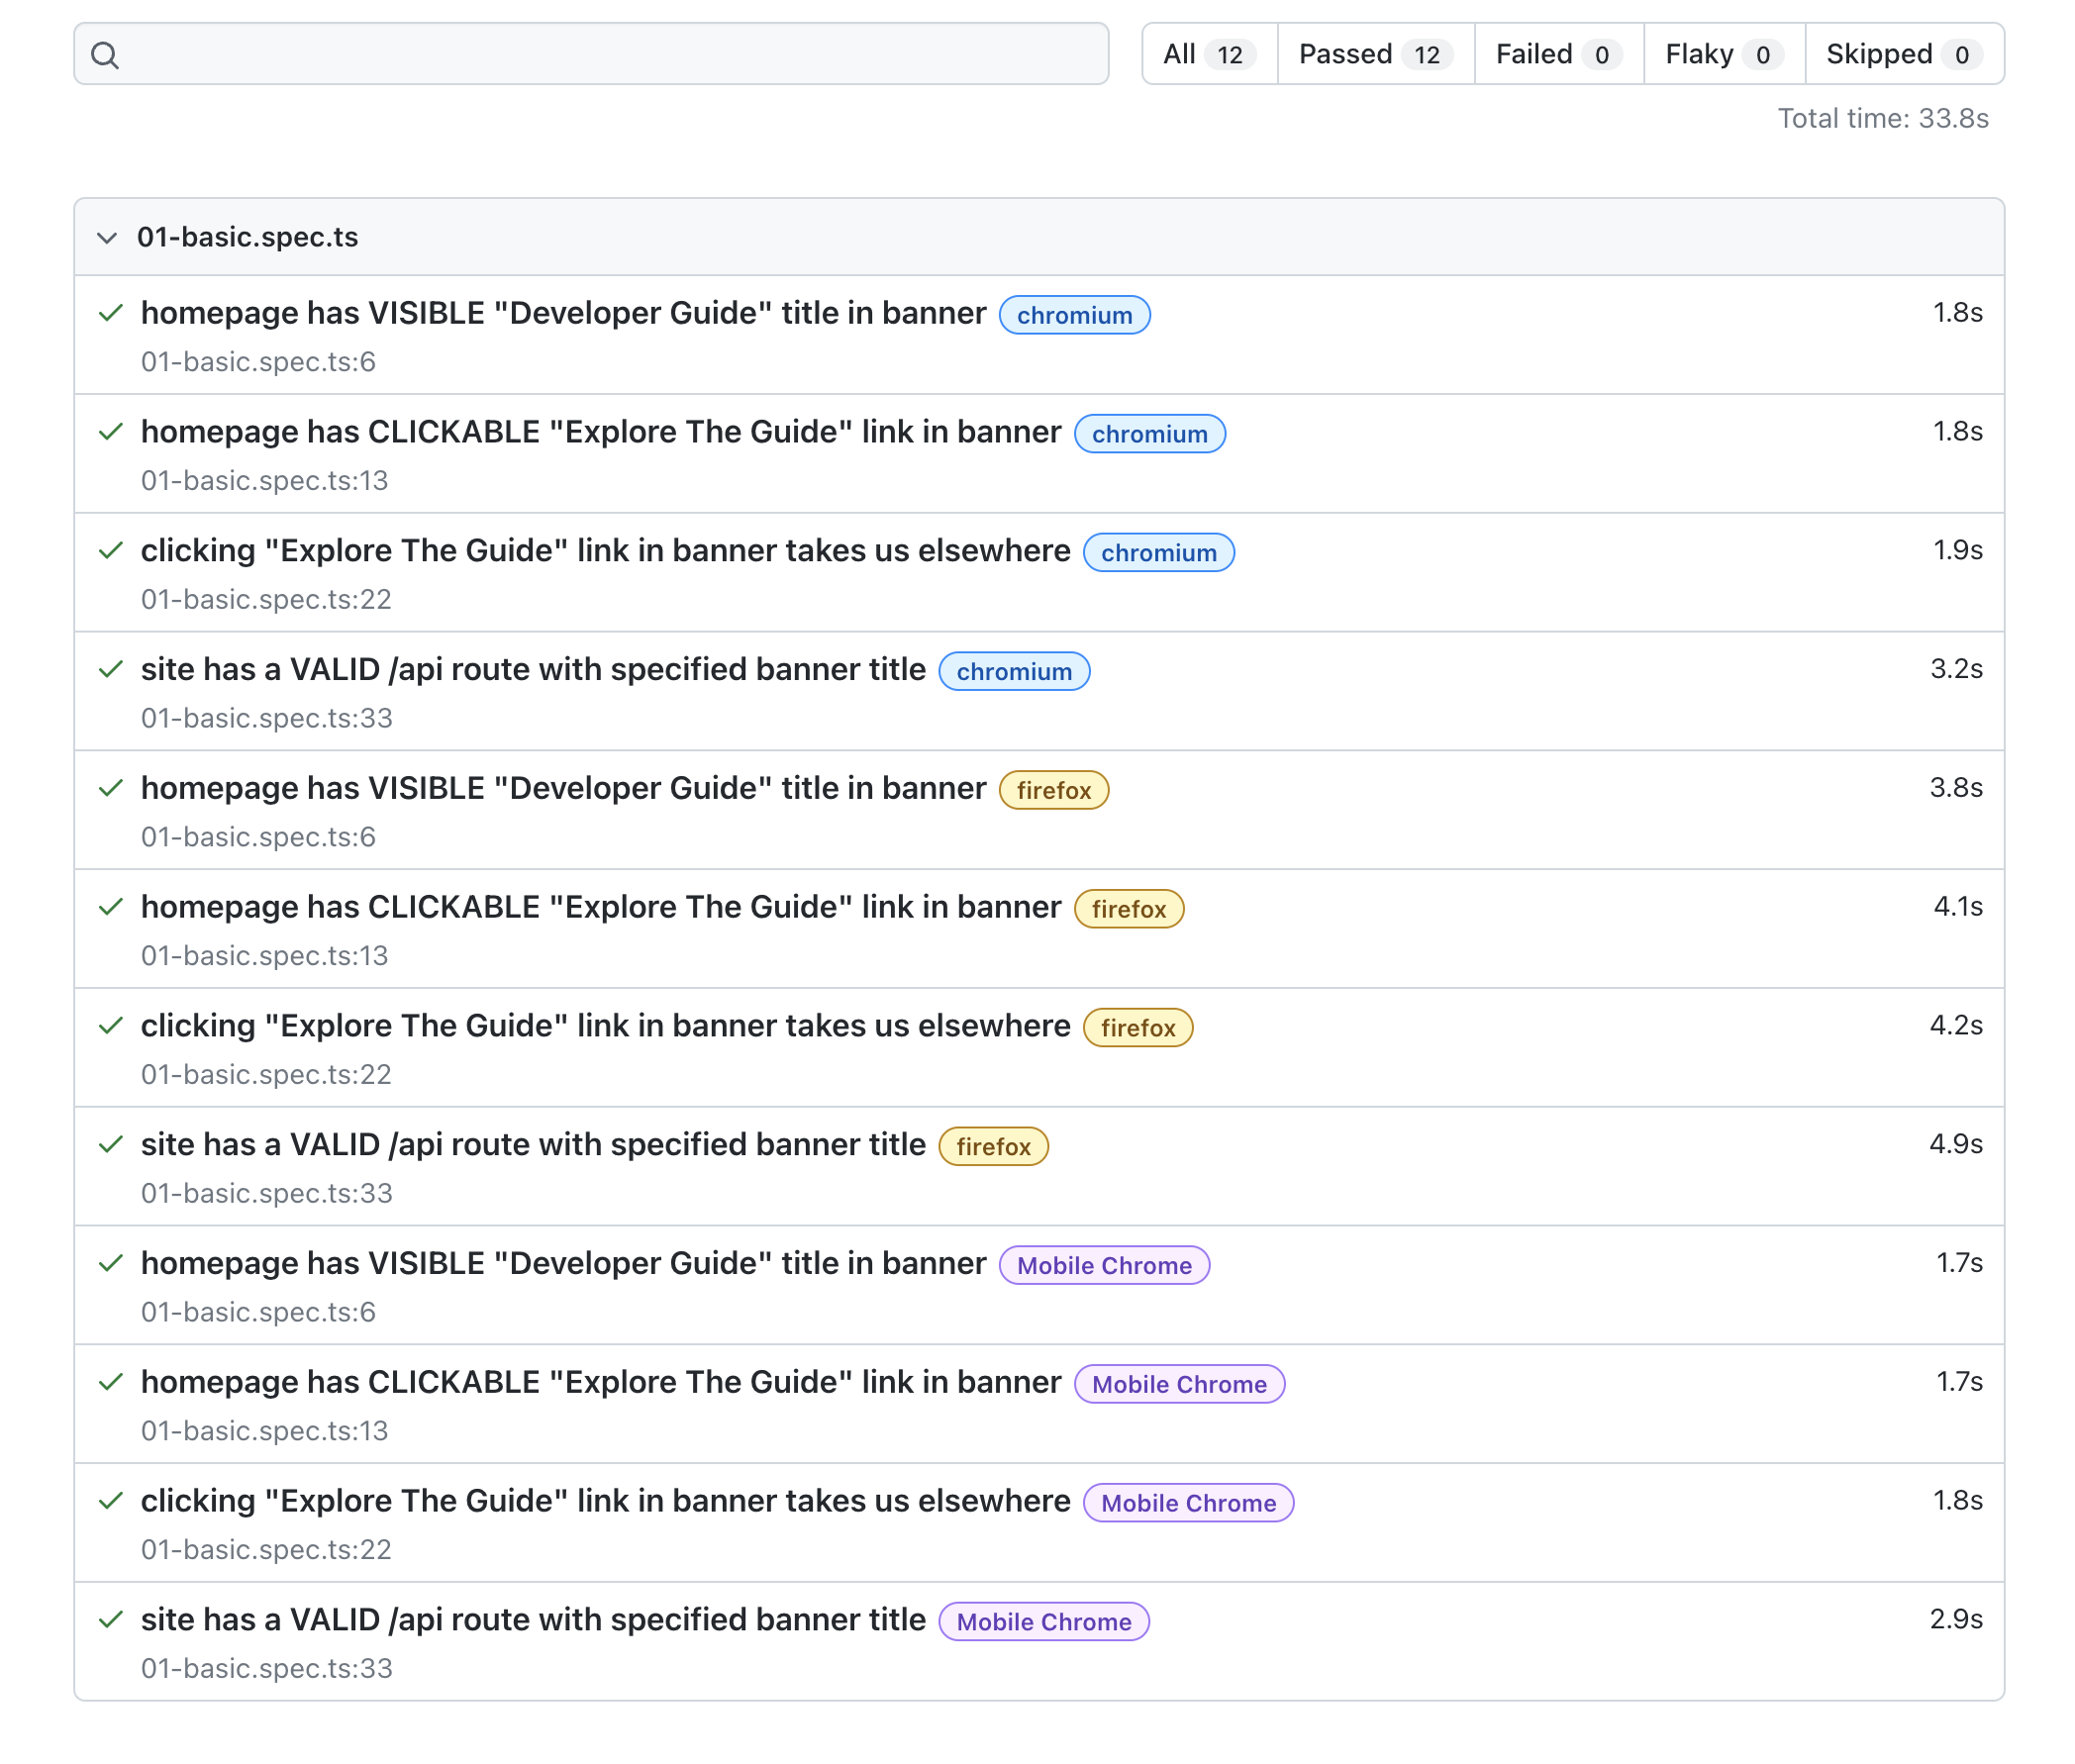 All 12 Passed 12 Failed 0 Flaky 0 Skipped 0
Total time: 33.8s
01-basic.spec.ts
homepage has VISIBLE "Developer Guide" title in banner chromium 1.8s
01-basic.spec.ts:6
homepage has CLICKABLE "Explore The Guide" link in banner chromium 1.8s
01-basic.spec.ts:13
clicking "Explore The Guide" link in banner takes us elsewhere chromium 1.9s
01-basic.spec.ts:22
site has a VALID /api route with specified banner title chromium 3.2s
01-basic.spec.ts:33
homepage has VISIBLE "Developer Guide" title in banner firefox 3.8s
01-basic.spec.ts:6
homepage has CLICKABLE "Explore The Guide" link in banner firefox 4.1s
01-basic.spec.ts:13
clicking "Explore The Guide" link in banner takes us elsewhere firefox 4.2s
01-basic.spec.ts:22
site has a VALID /api route with specified banner title firefox 4.9s
01-basic.spec.ts:33
homepage has VISIBLE "Developer Guide" title in banner Mobile Chrome 1.7s
01-basic.spec.ts:6
homepage has CLICKABLE "Explore The Guide" link in banner Mobile Chrome 1.7s
01-basic.spec.ts:13
clicking "Explore The Guide" link in banner takes us elsewhere Mobile Chrome 1.8s
01-basic.spec.ts:22
site has a VALID /api route with specified banner title Mobile Chrome 2.9s
01-basic.spec.ts:33